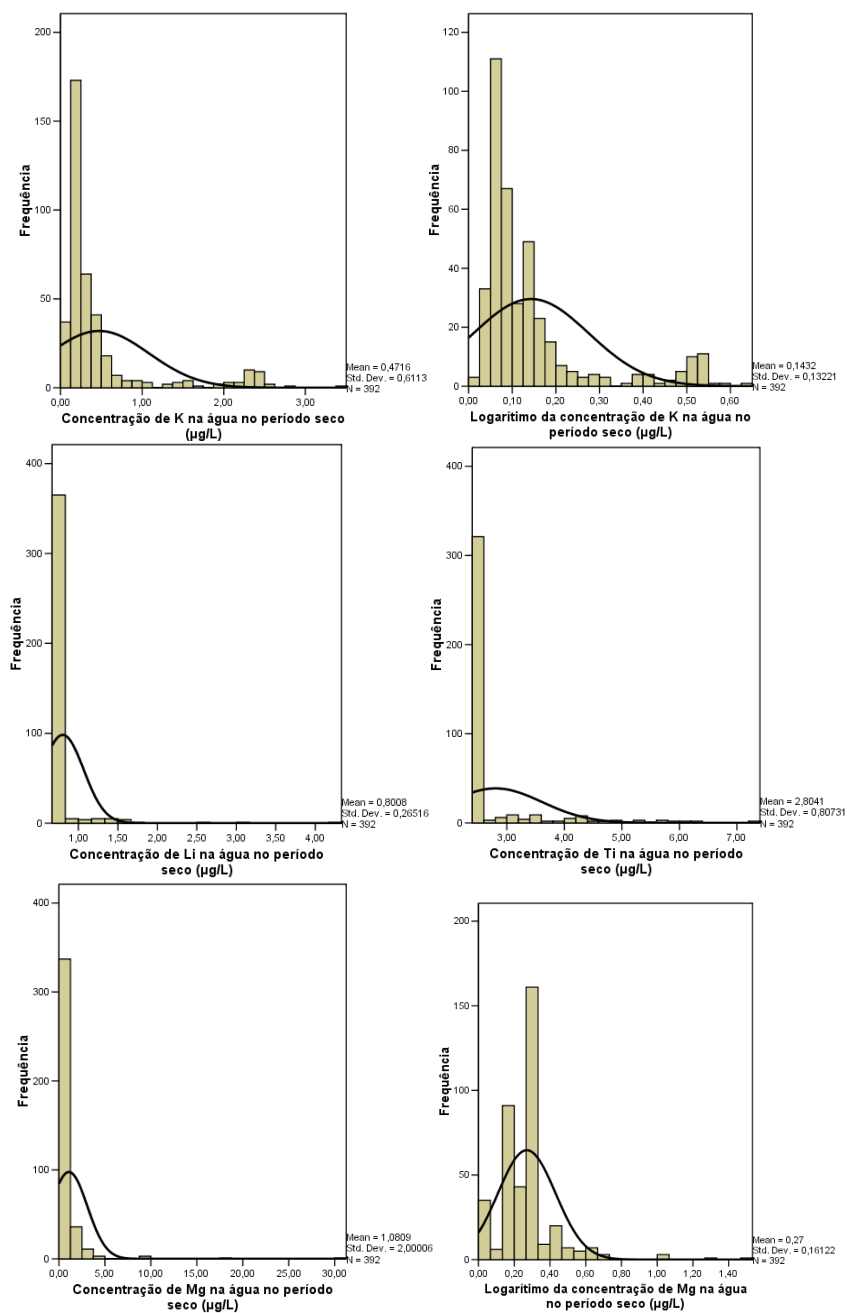 200
150
100
50
0
Frequência
0,00 1,00 2,00 3,00
Mean = 0,4716
Std. Dev. = 0,6113
N = 392
Concentração de K na água no período seco
(µg/L)
120
100
80
60
40
20
0
Frequência
0,00 0,10 0,20 0,30 0,40 0,50 0,60
Mean = 0,1432
Std. Dev. = 0,13221
N = 392
Logarítimo da concentração de K na água no
período seco (µg/L)
400
300
200
100
0
Frequência
1,00 1,50 2,00 2,50 3,00 3,50 4,00
Mean = 0,8008
Std. Dev. = 0,26516
N = 392
Concentração de Li na água no período
seco (µg/L)
400
300
200
100
0
Frequência
3,00 4,00 5,00 6,00 7,00
Mean = 2,8041
Std. Dev. = 0,80731
N = 392
Concentração de Ti na água no período
seco (µg/L)
400
300
200
100
0
Frequência
0,00 5,00 10,00 15,00 20,00 25,00 30,00
Mean = 1,0809
Std. Dev. = 2,00006
N = 392
Concentração de Mg na água no período
seco (µg/L)
200
150
100
50
0
Frequência
0,00 0,20 0,40 0,60 0,80 1,00 1,20 1,40
Mean = 0,27
Std. Dev. = 0,16122
N = 392
Logarítimo da concentração de Mg na água
no período seco (µg/L)